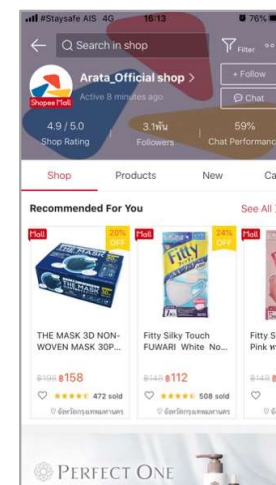 #Staysafe AIS 4G 16:13 76%
Search in shop
Filter
Arata_Official shop >
+ Follow
Shopee Mall
Active 8 minutes ago
Chat
4.9 / 5.0 3.1พัน 59%
Shop Rating Followers Chat Performance
Shop Products New Ca
Recommended For You See All
Mall 20% OFF Mall 24% OFF Mall
THE MASK
Fitty
THE MASK 3D NON-WOVEN MASK 30P...
Fitty Silky Touch FUWARI White No...
Fitty S
Pink
฿198 ฿158 ฿148 ฿112 ฿148
472 sold 508 sold
จังหวัดกรุงเทพมหานคร จังหวัดกรุงเทพมหานคร
PERFECT ONE